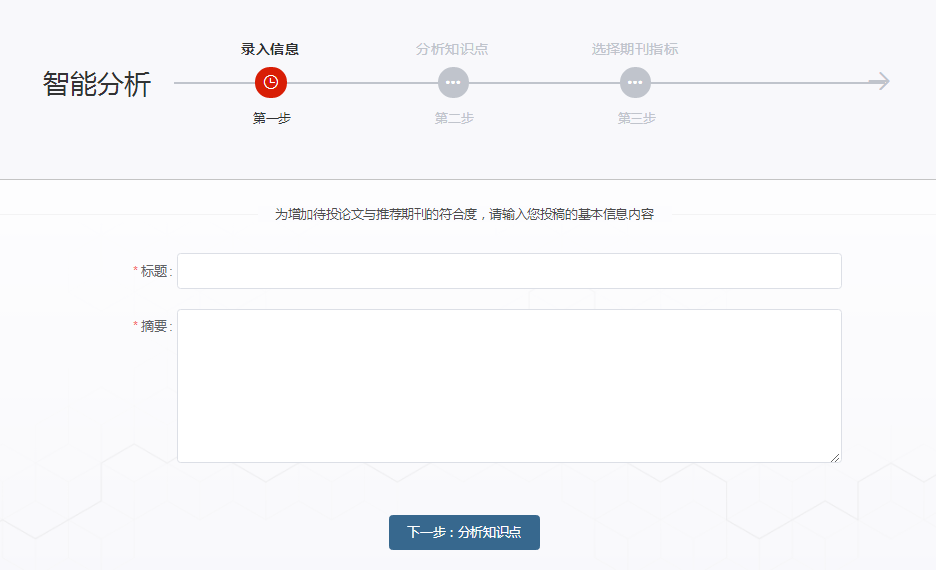 录入信息 分析知识点 选择期刊指标
智能分析
第一步 第二步 第三步
为增加待投论文与推荐期刊的符合度，请输入您投稿的基本信息内容
* 标题 :
* 摘要 :
下一步：分析知识点